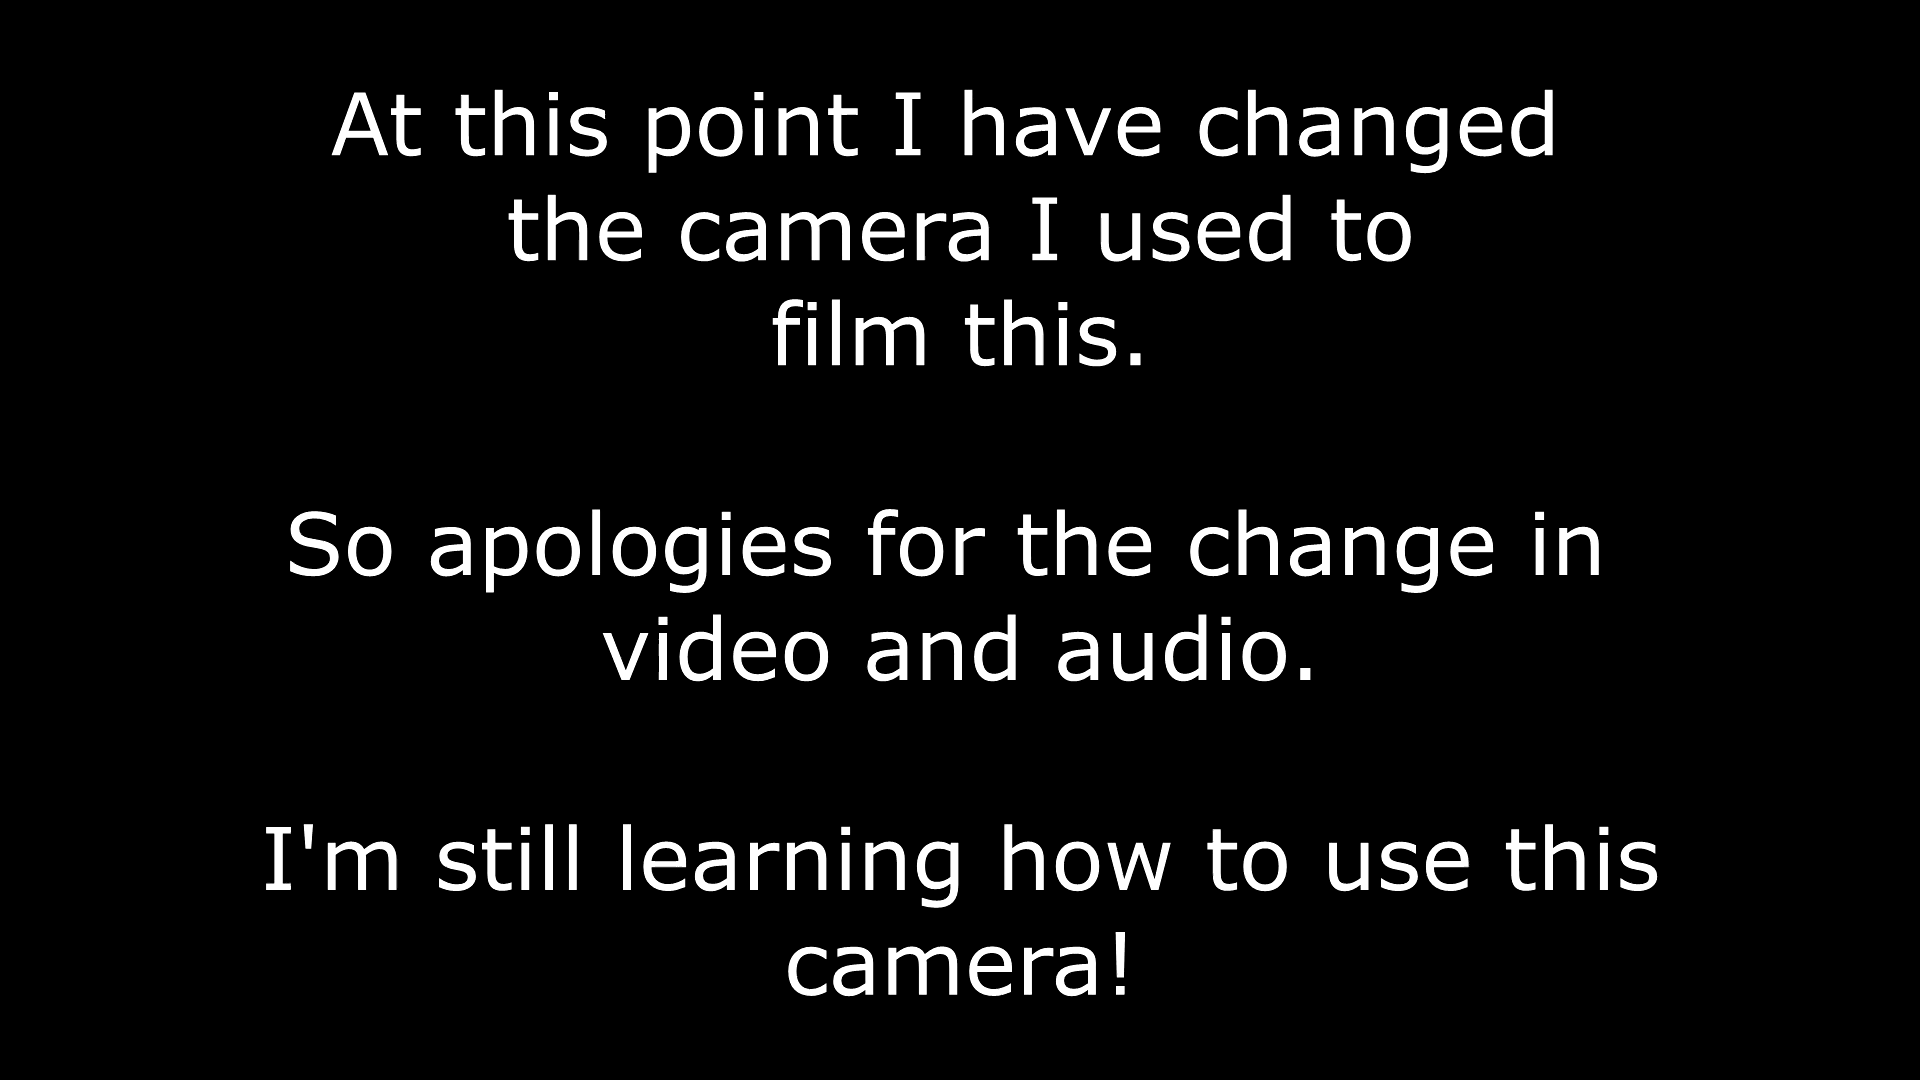 At this point I have changed
the camera I used to
film this.
So apologies for the change in
video and audio.
I'm still learning how to use this
camera!